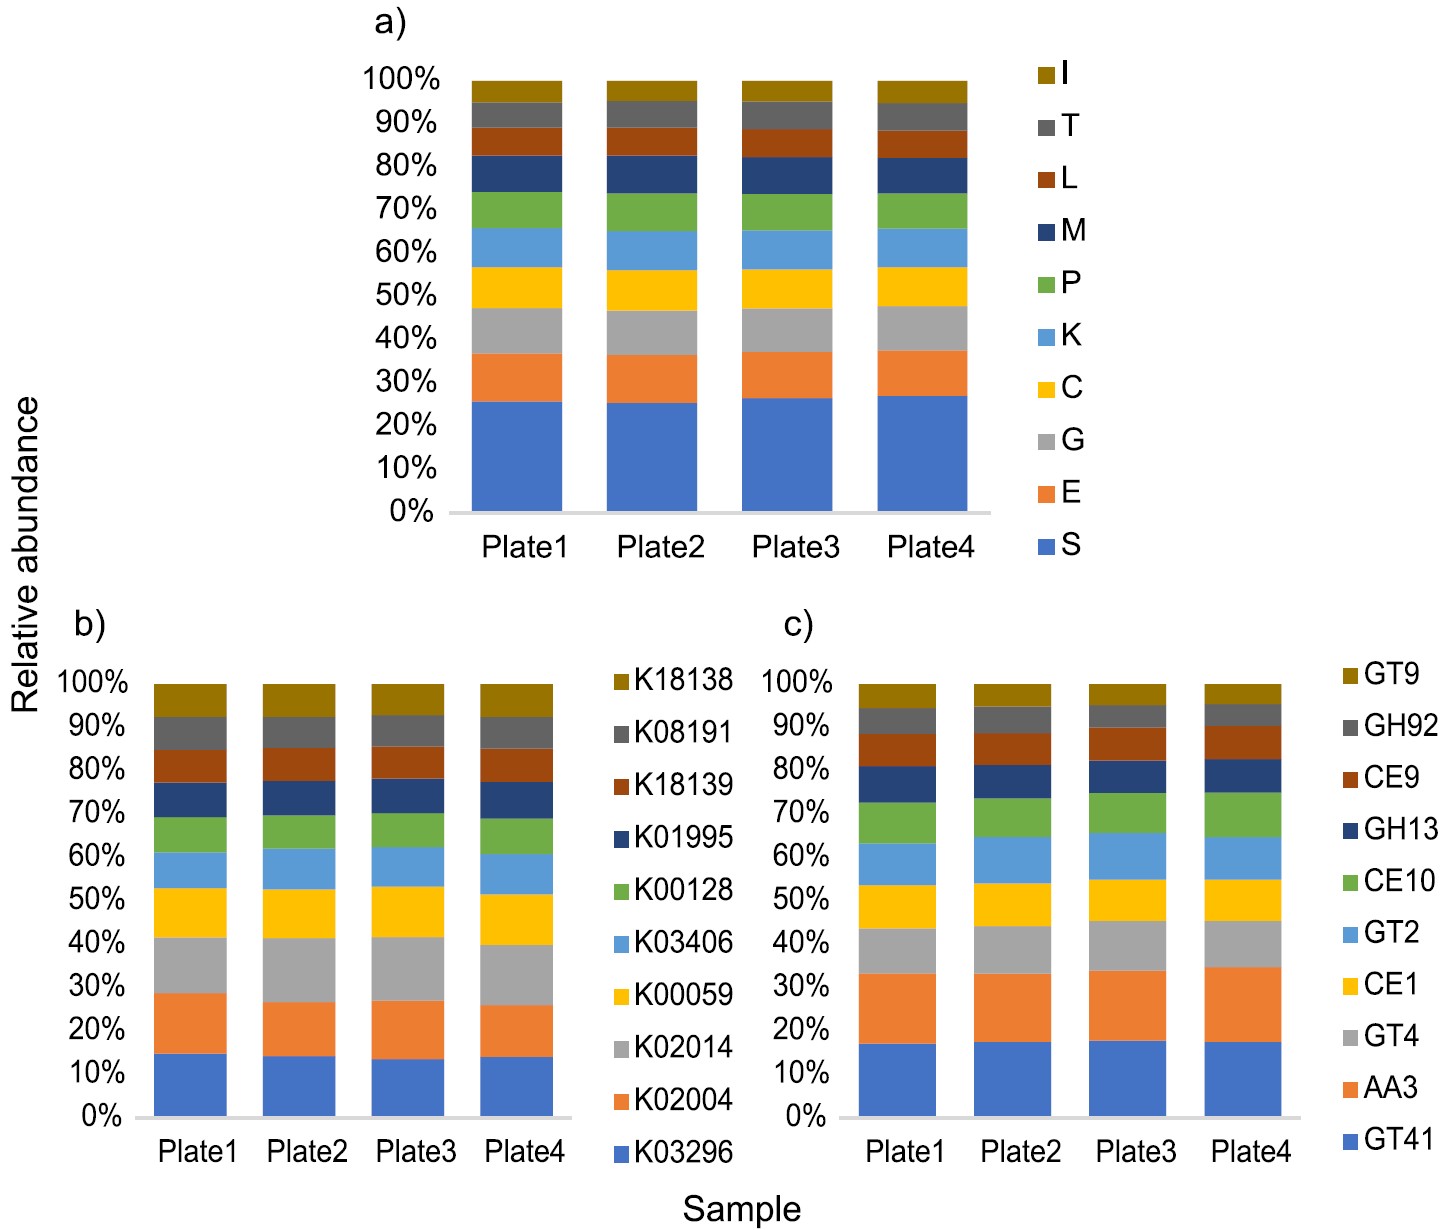 a)
100%
90%
80%
70%
60%
50%
40%
30%
20%
10%
0%
Plate1 Plate2 Plate3 Plate4
I
T
L
M
P
K
C
G
E
S
Relative abundance
b)
100%
90%
80%
70%
60%
50%
40%
30%
20%
10%
0%
Plate1 Plate2 Plate3 Plate4
K18138
K08191
K18139
K01995
K00128
K03406
K00059
K02014
K02004
K03296
c)
100%
90%
80%
70%
60%
50%
40%
30%
20%
10%
0%
Plate1 Plate2 Plate3 Plate4
GT9
GH92
CE9
GH13
CE10
GT2
CE1
GT4
AA3
GT41
Sample